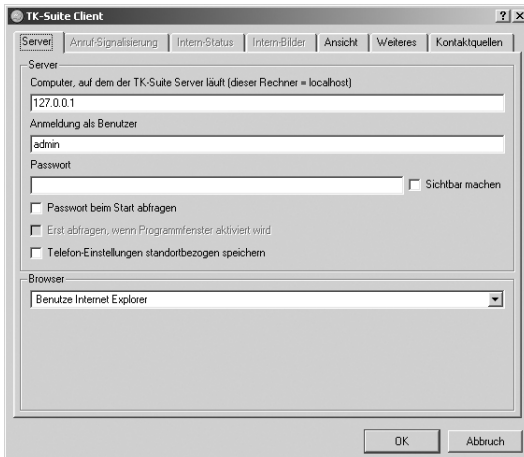 TK-Suite Client
Server Anruf-Signalisierung Intern-Status Intern-Bilder Ansicht Weiteres Kontaktquellen
Server
Computer, auf dem der TK-Suite Server läuft (dieser Rechner = localhost)
127.0.0.1
Anmeldung als Benutzer
admin
Passwort
Sichtbar machen
Passwort beim Start abfragen
Erst abfragen, wenn Programmfenster aktiviert wird
Telefon-Einstellungen standortbezogen speichern
Browser
Benutze Internet Explorer
OK Abbruch